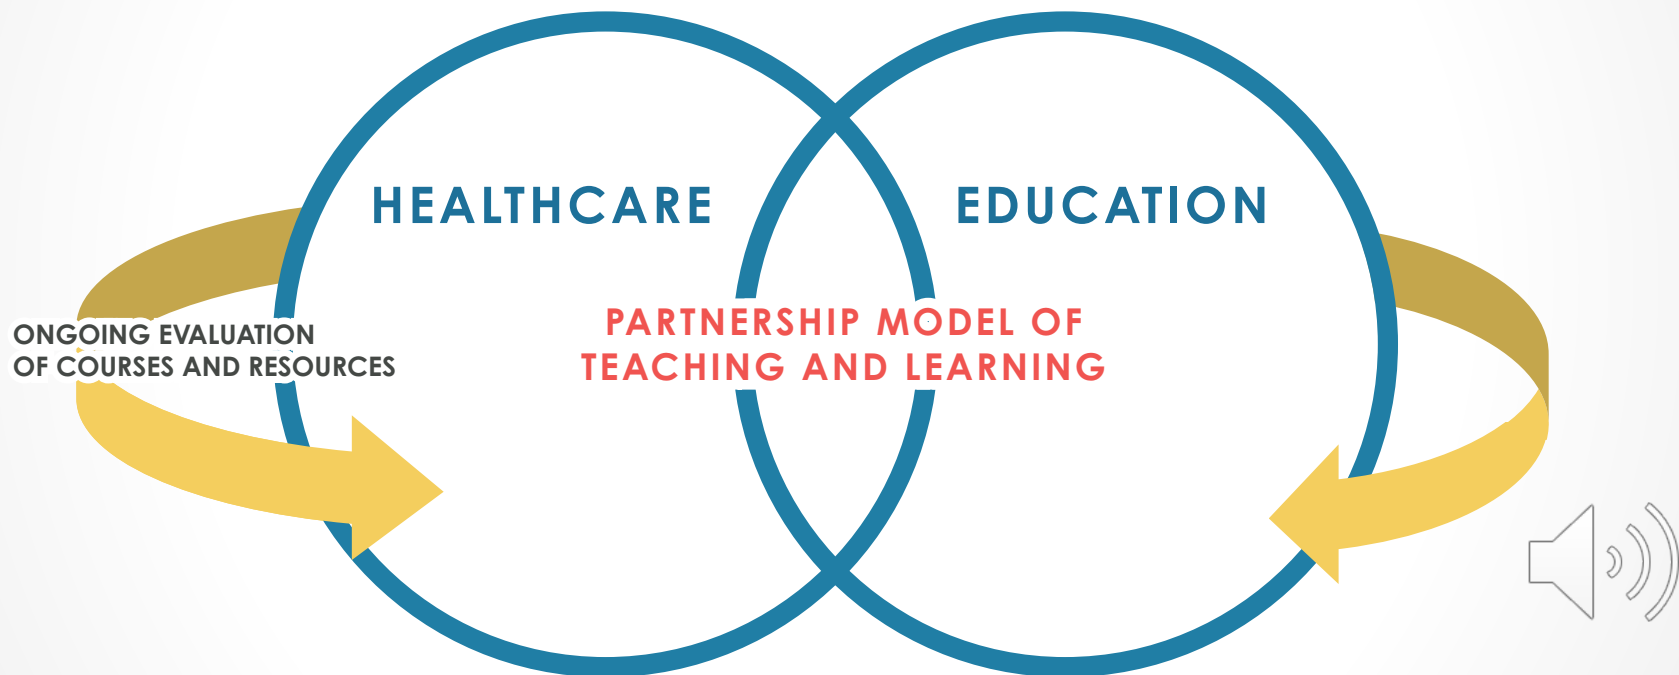 HEALTHCARE
EDUCATION
PARTNERSHIP MODEL OF
TEACHING AND LEARNING
ONGOING EVALUATION
OF COURSES AND RESOURCES